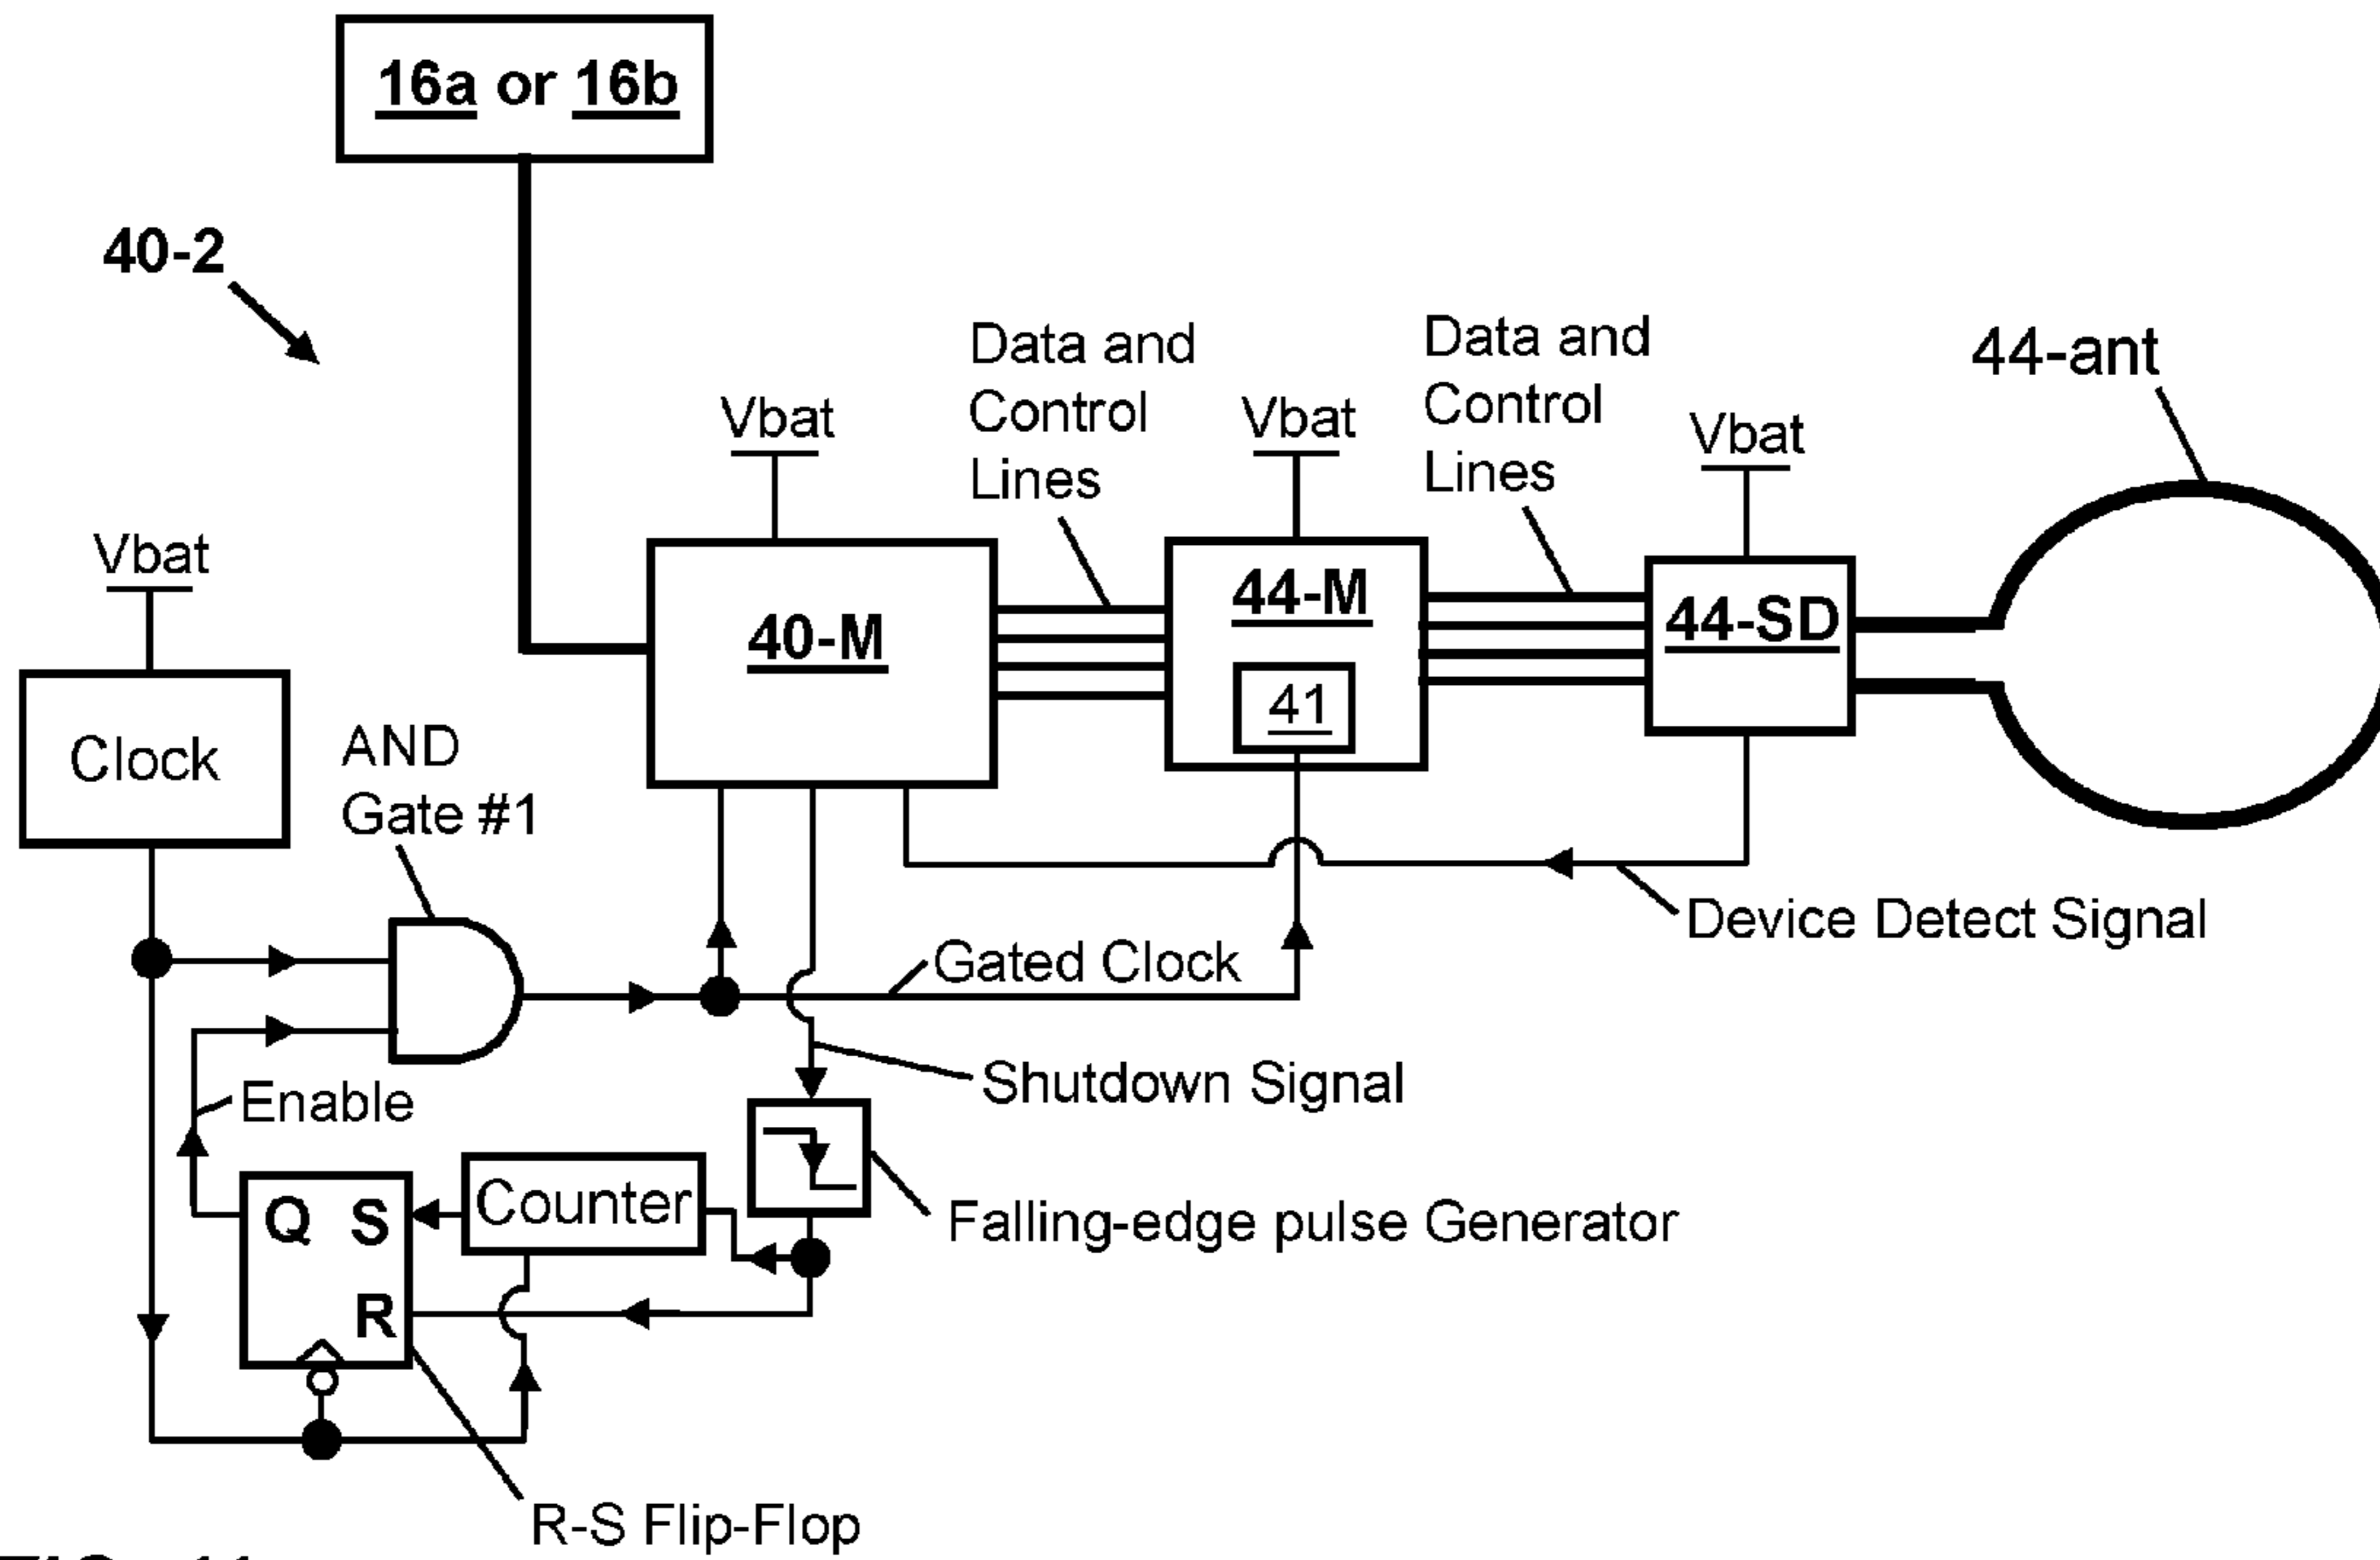 16a or 16b
40-2
44-ant
Data and
Control
Lines
Data and
Control
Lines
Vbat
Vbat
Vbat
Vbat
40-M
44-M
41
44-SD
Clock
AND
Gate #1
Device Detect Signal
Gated Clock
Shutdown Signal
Enable
Q
S
R
Counter
Falling-edge pulse Generator
R-S Flip-Flop